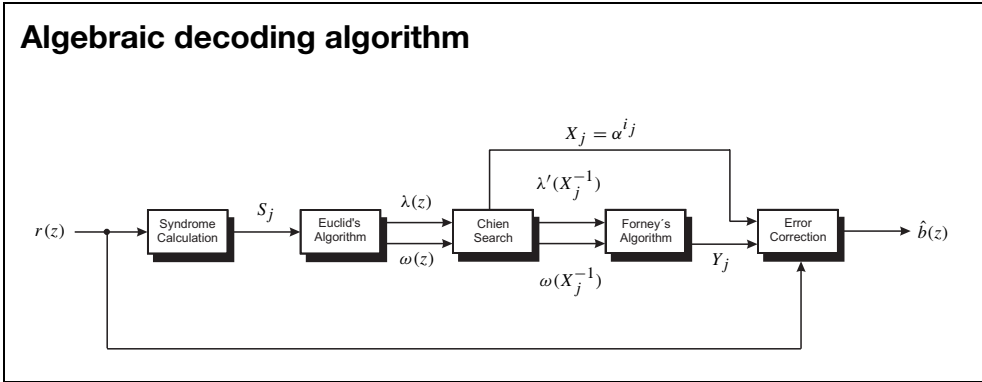 Algebraic decoding algorithm
X_j = α^{i_j}
λ′(X_j^{-1})
r(z)
Syndrome
Calculation
S_j
Euclid's
Algorithm
λ(z)
ω(z)
Chien
Search
ω(X_j^{-1})
Forney´s
Algorithm
Y_j
Error
Correction
b̂(z)